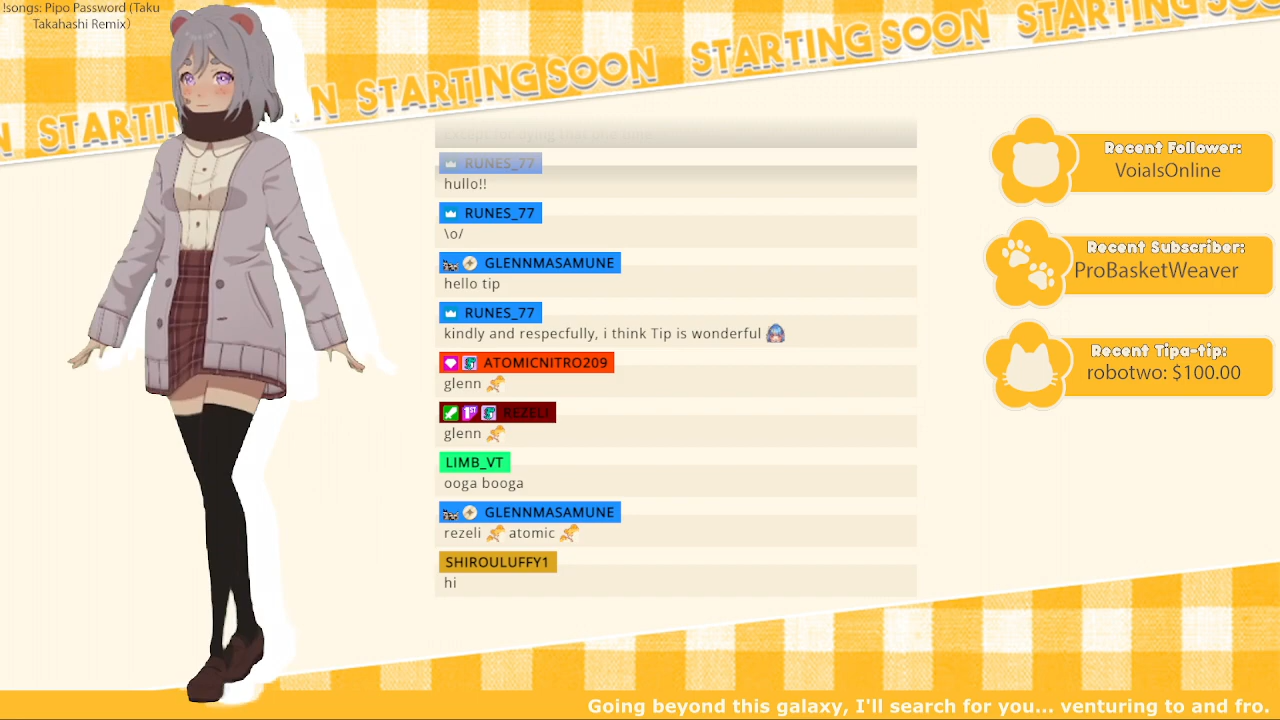 !songs: Pipo Password (Taku
Takahashi Remix)
STARTING SOON STARTING SOON STARTING SOON
RUNES_77
hullo!!
RUNES_77
\o/
GLENNMASAMUNE
hello tip
RUNES_77
kindly and respecfully, i think Tip is wonderful
ATOMICNITRO209
glenn
1ST REZELI
glenn
LIMB_VT
ooga booga
GLENNMASAMUNE
rezeli atomic
SHIROULUFFY1
hi
Recent Follower:
VoialsOnline
Recent Subscriber:
ProBasketWeaver
Recent Tipa-tip:
robotwo: $100.00
Going beyond this galaxy, I'll search for you... venturing to and fro.